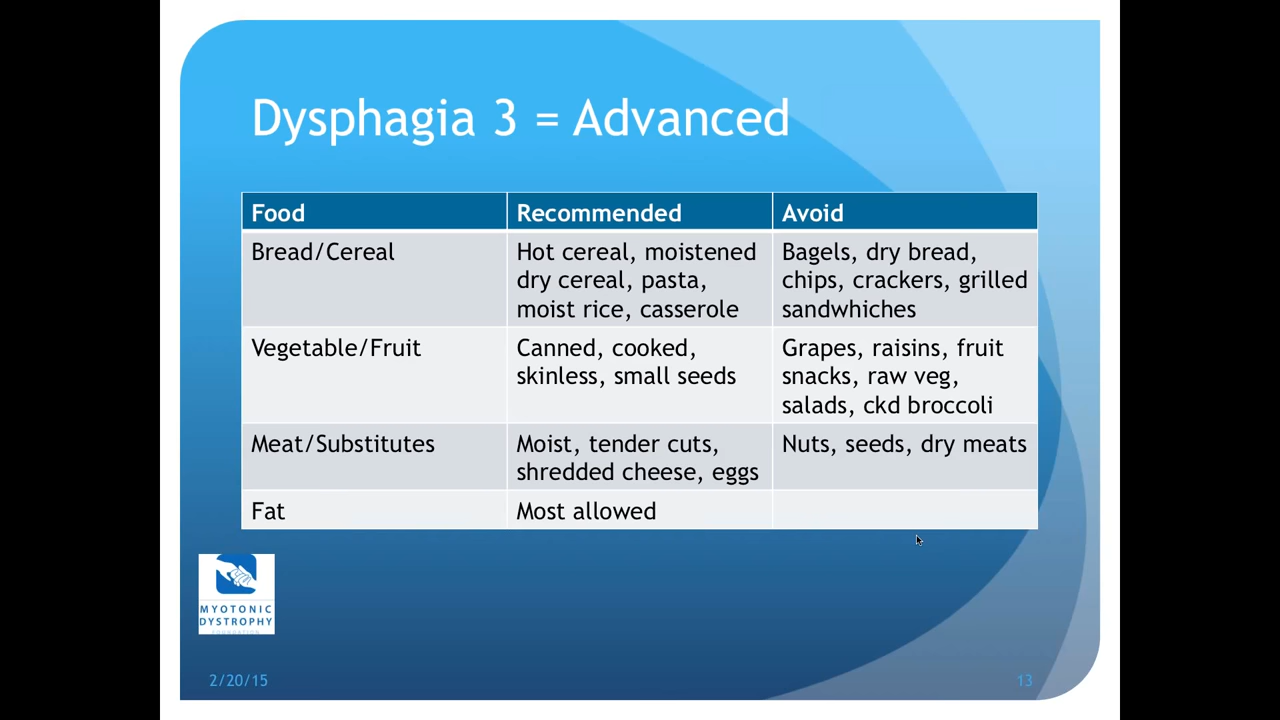 Dysphagia 3 = Advanced
Food Recommended Avoid
Bread/Cereal Hot cereal, moistened Bagels, dry bread,
dry cereal, pasta, chips, crackers, grilled
moist rice, casserole sandwhiches
Vegetable/Fruit Canned, cooked, Grapes, raisins, fruit
skinless, small seeds snacks, raw veg,
salads, ckd broccoli
Meat/Substitutes Moist, tender cuts, Nuts, seeds, dry meats
shredded cheese, eggs
Fat Most allowed
MYOTONIC
DYSTROPHY
FOUNDATION
2/20/15 13